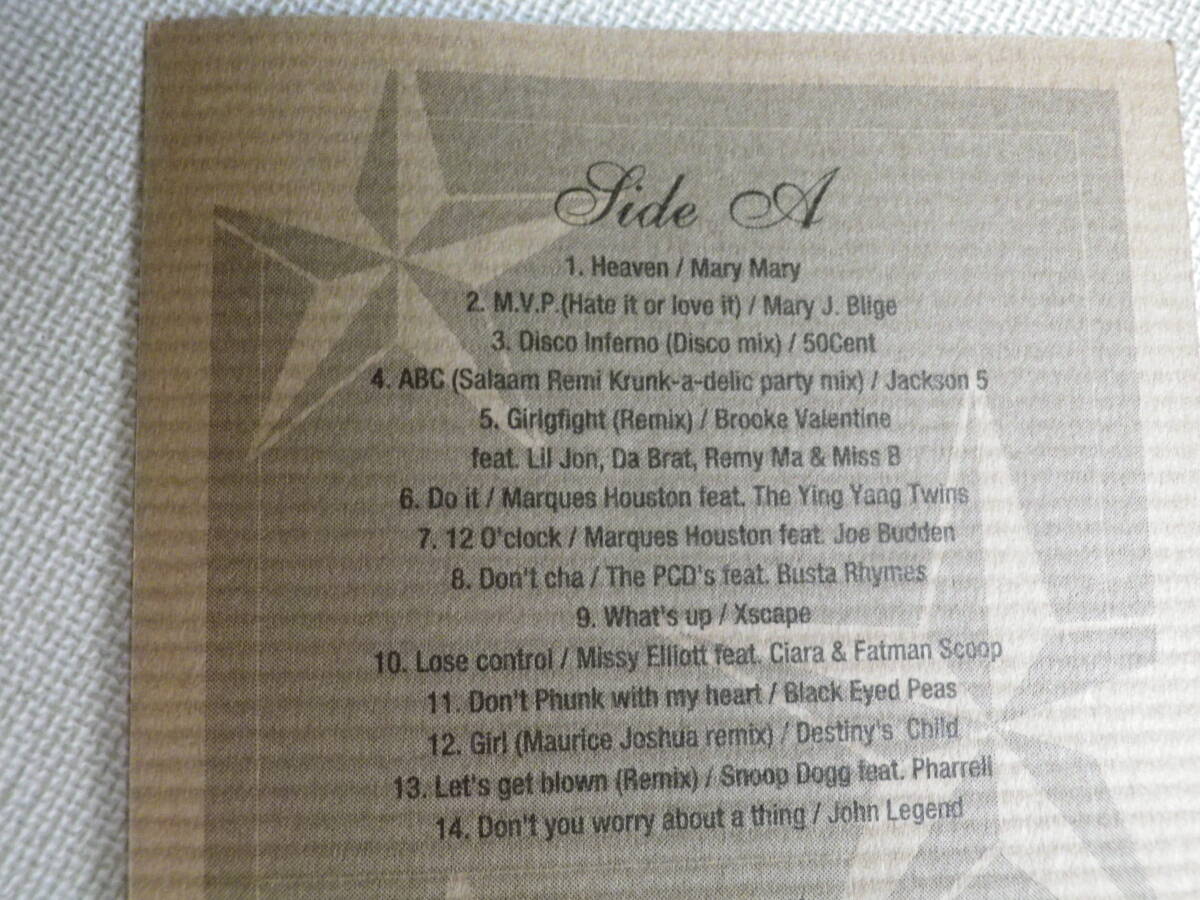 Side A
1. Heaven / Mary Mary
2. M.V.P.(Hate it or love it) / Mary J. Blige
3. Disco Inferno (Disco mix) / 50Cent
4. ABC (Salaam Remi Krunk-a-delic party mix) / Jackson 5
5. Girlgfight (Remix) / Brooke Valentine
feat. Lil Jon, Da Brat, Remy Ma & Miss B
6. Do it / Marques Houston feat. The Ying Yang Twins
7. 12 O'clock / Marques Houston feat. Joe Budden
8. Don't cha / The PCD's feat. Busta Rhymes
9. What's up / Xscape
10. Lose control / Missy Elliott feat. Ciara & Fatman Scoop
11. Don't Phunk with my heart / Black Eyed Peas
12. Girl (Maurice Joshua remix) / Destiny's Child
13. Let's get blown (Remix) / Snoop Dogg feat. Pharrell
14. Don't you worry about a thing / John Legend